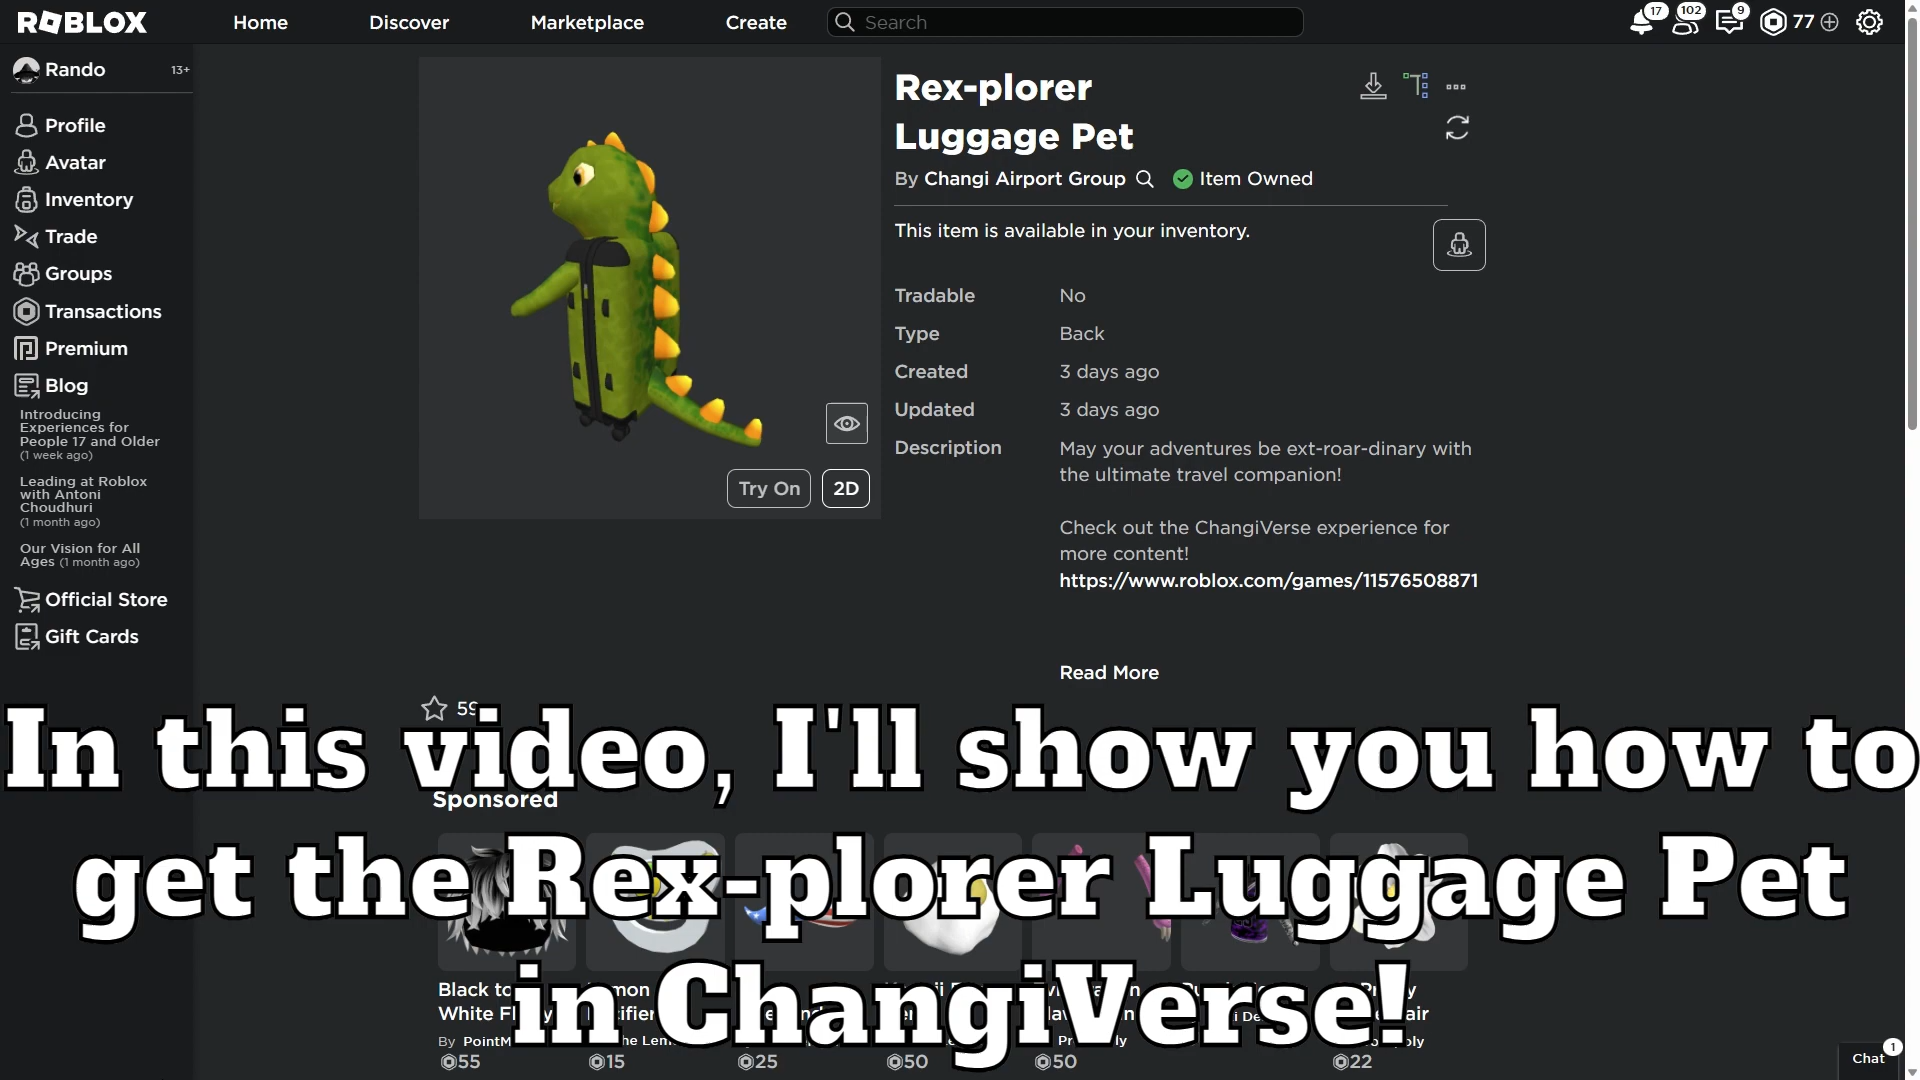 ROBLOX
Home
Discover
Marketplace
Create
Search
17
102
9
77
Rando
13+
Profile
Avatar
Inventory
Trade
Groups
Transactions
Premium
Blog
Introducing
Experiences for
People 17 and Older
(1 week ago)
Leading at Roblox
with Antoni
Choudhuri
(1 month ago)
Our Vision for All
Ages (1 month ago)
Official Store
Gift Cards
Try On
2D
Rex-plorer
Luggage Pet
By Changi Airport Group
Item Owned
This item is available in your inventory.
Tradable No
Type Back
Created 3 days ago
Updated 3 days ago
Description May your adventures be ext-roar-dinary with
the ultimate travel companion!
Check out the ChangiVerse experience for
more content!
https://www.roblox.com/games/11576508871
Read More
In this video, I'll show you how to
get the Rex-plorer Luggage Pet
in ChangiVerse!
Sponsored
Black to
White
By
55
15
25
50
50
22
Chat
1